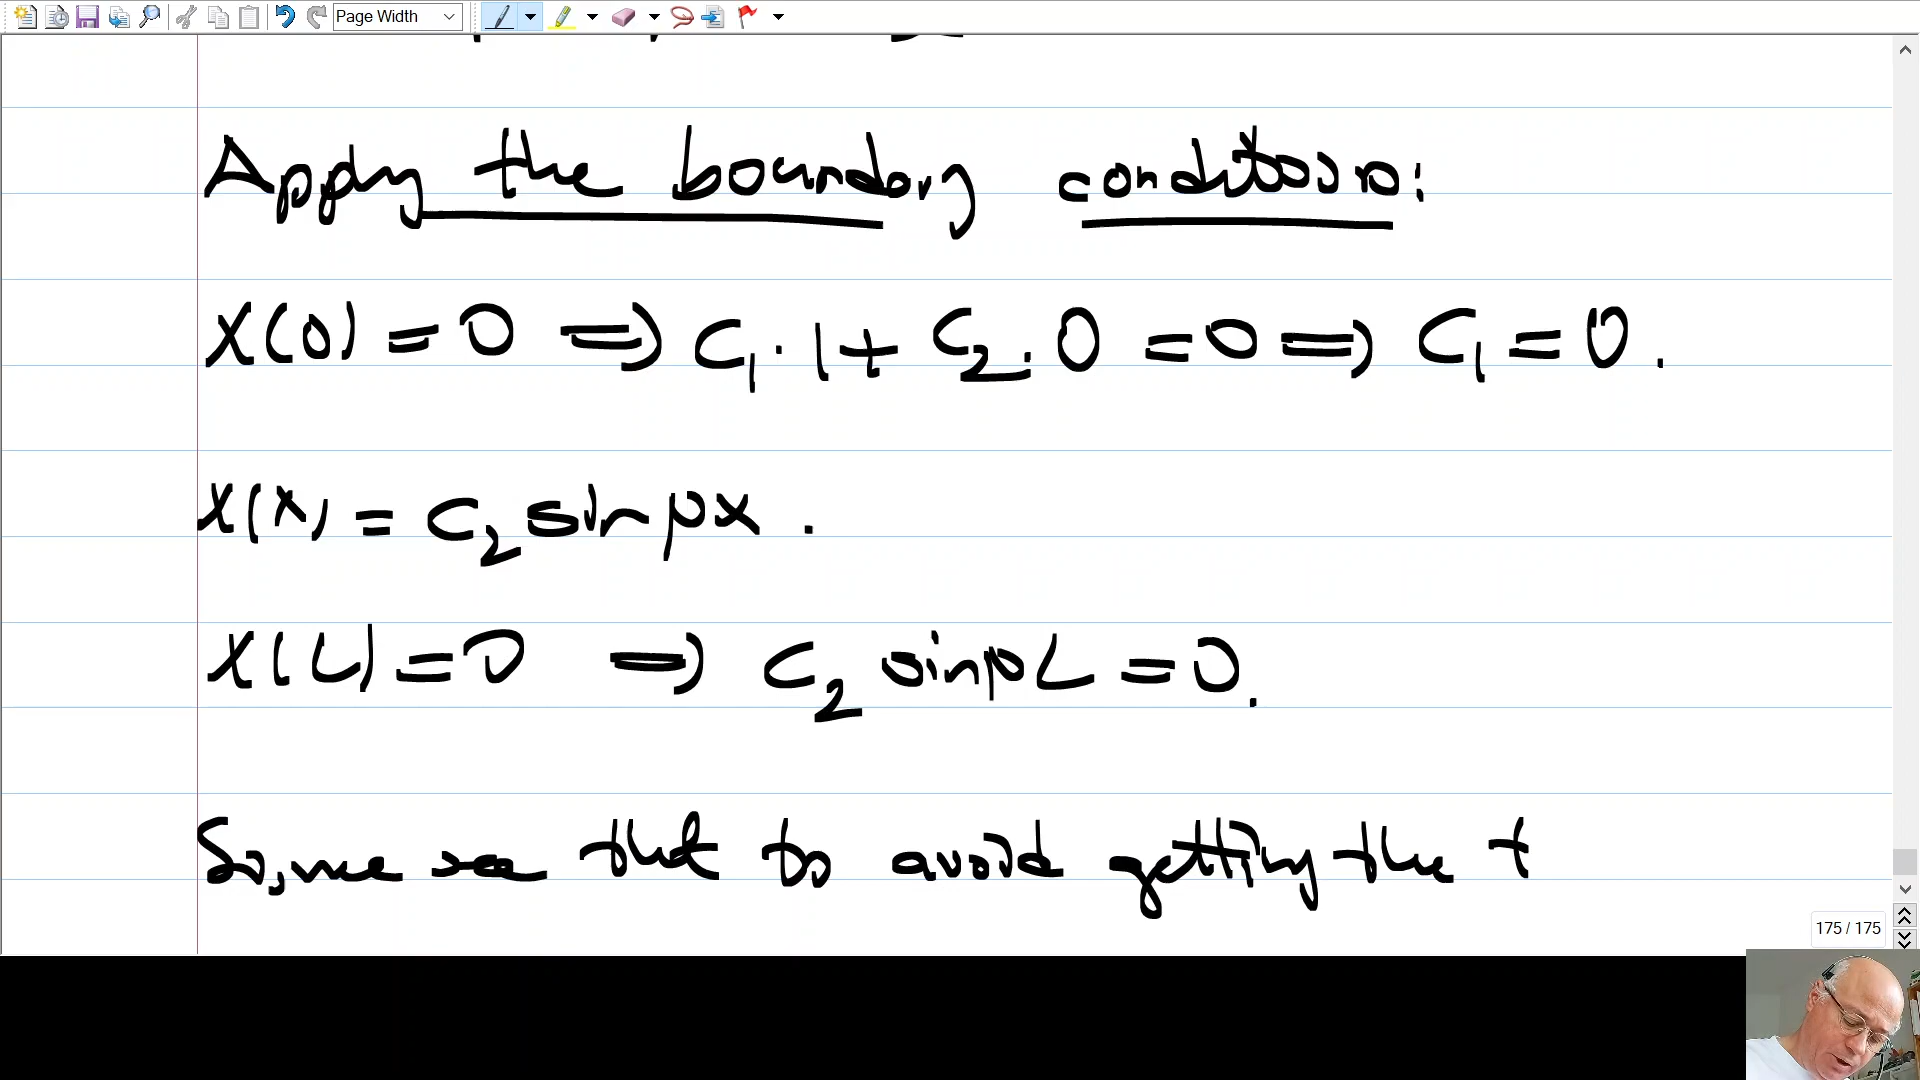 Page Width
Apply the boundary conditions:
X(0) = 0 => C₁·1 + C₂·0 = 0 => C₁ = 0.
X(x) = C₂ sin px.
X(L) = 0 => C₂ sin pL = 0.
So, we see that to avoid getting the t
175 / 175